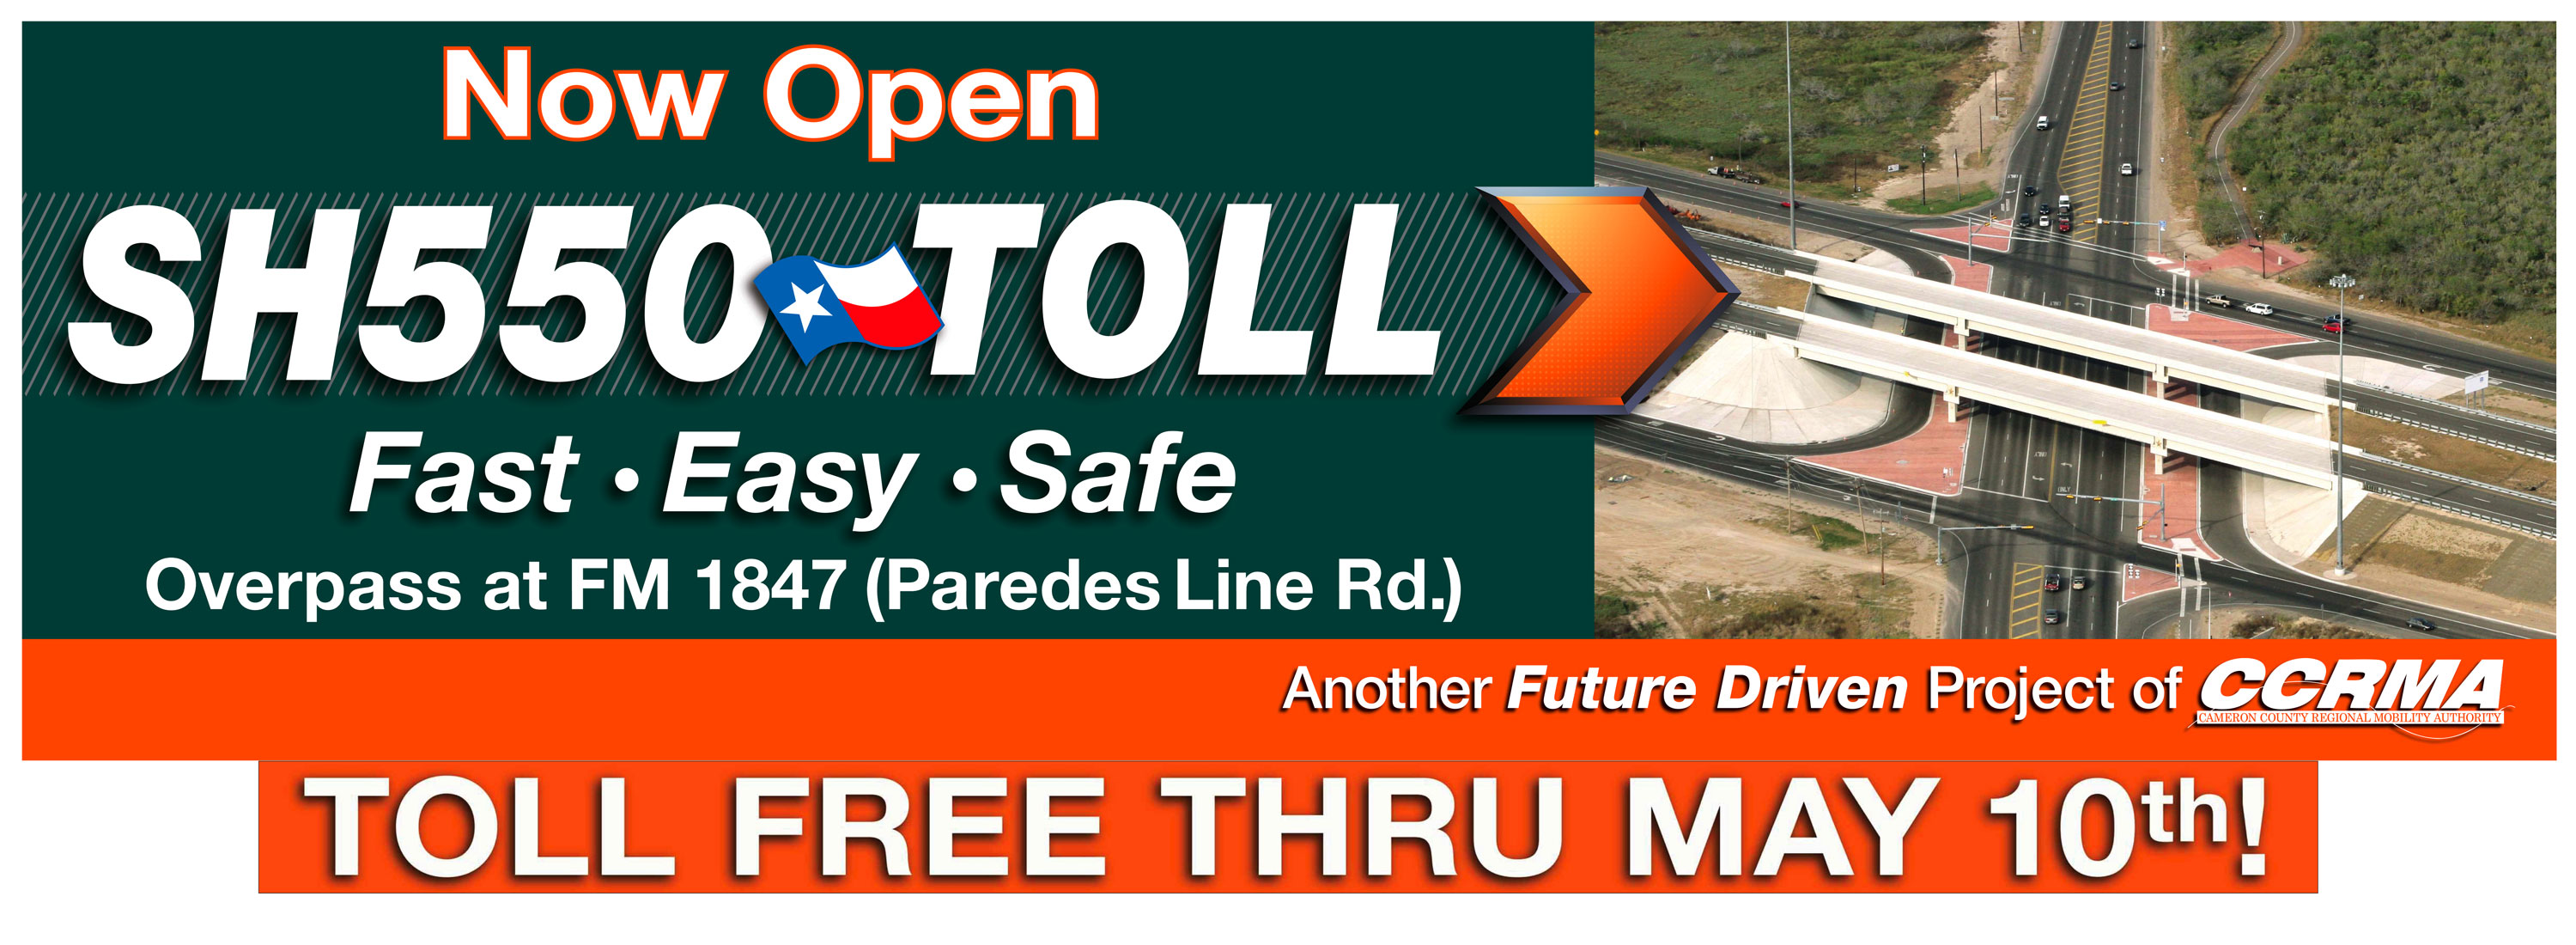 Now Open
SH550 TOLL
Fast • Easy • Safe
Overpass at FM 1847 (Paredes Line Rd.)
Another Future Driven Project of CCRMA
CAMERON COUNTY REGIONAL MOBILITY AUTHORITY
TOLL FREE THRU MAY 10th!